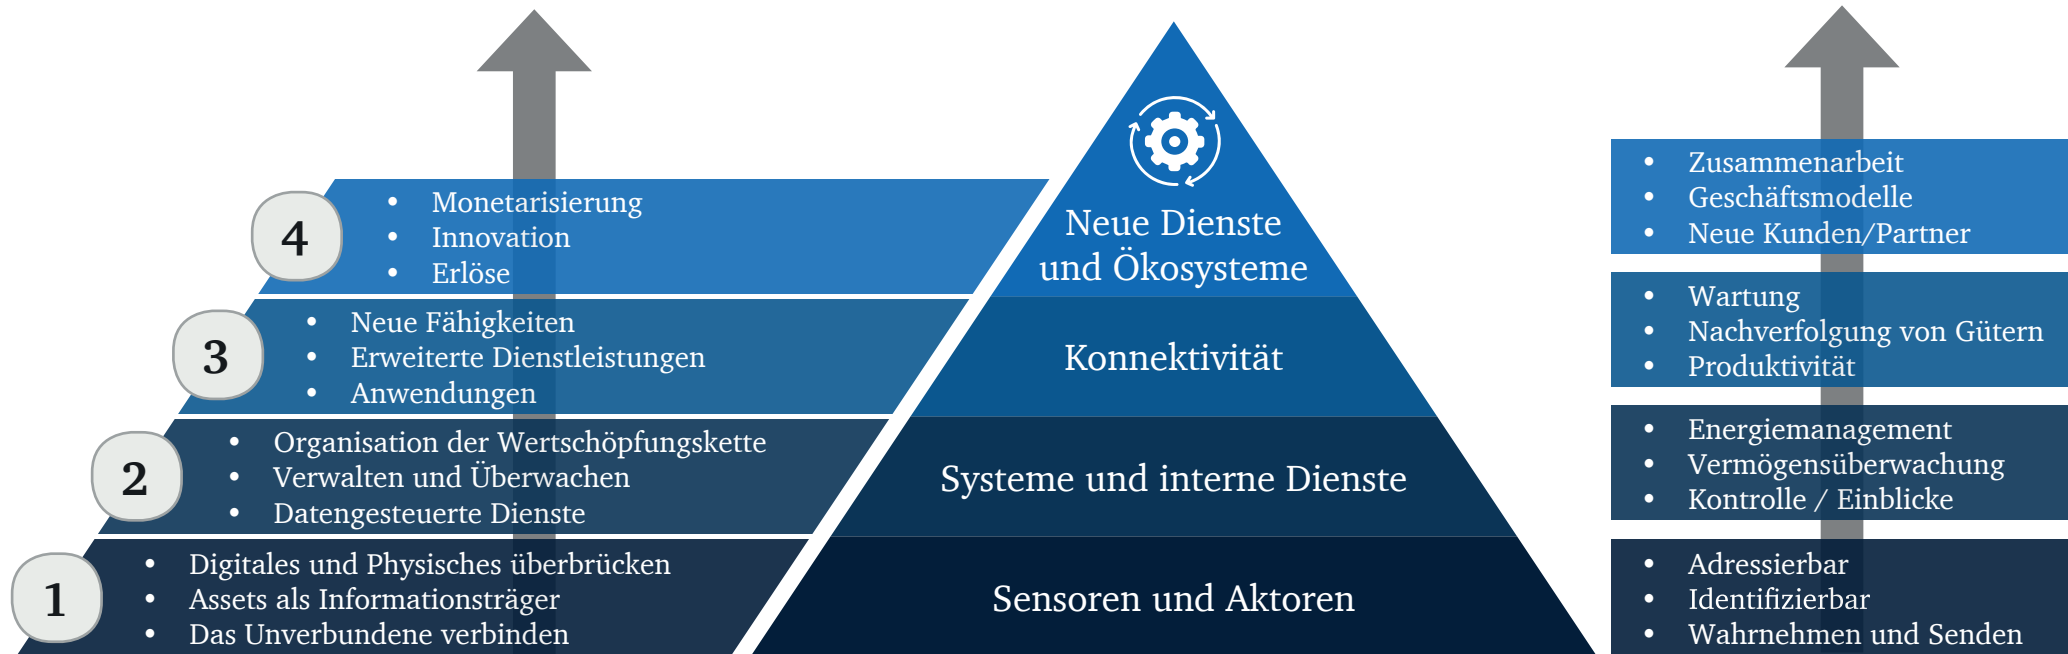 4
• Monetarisierung
• Innovation
• Erlöse
3
• Neue Fähigkeiten
• Erweiterte Dienstleistungen
• Anwendungen
2
• Organisation der Wertschöpfungskette
• Verwalten und Überwachen
• Datengesteuerte Dienste
1
• Digitales und Physisches überbrücken
• Assets als Informationsträger
• Das Unverbundene verbinden
Neue Dienste
und Ökosysteme
Konnektivität
Systeme und interne Dienste
Sensoren und Aktoren
• Zusammenarbeit
• Geschäftsmodelle
• Neue Kunden/Partner
• Wartung
• Nachverfolgung von Gütern
• Produktivität
• Energiemanagement
• Vermögensüberwachung
• Kontrolle / Einblicke
• Adressierbar
• Identifizierbar
• Wahrnehmen und Senden